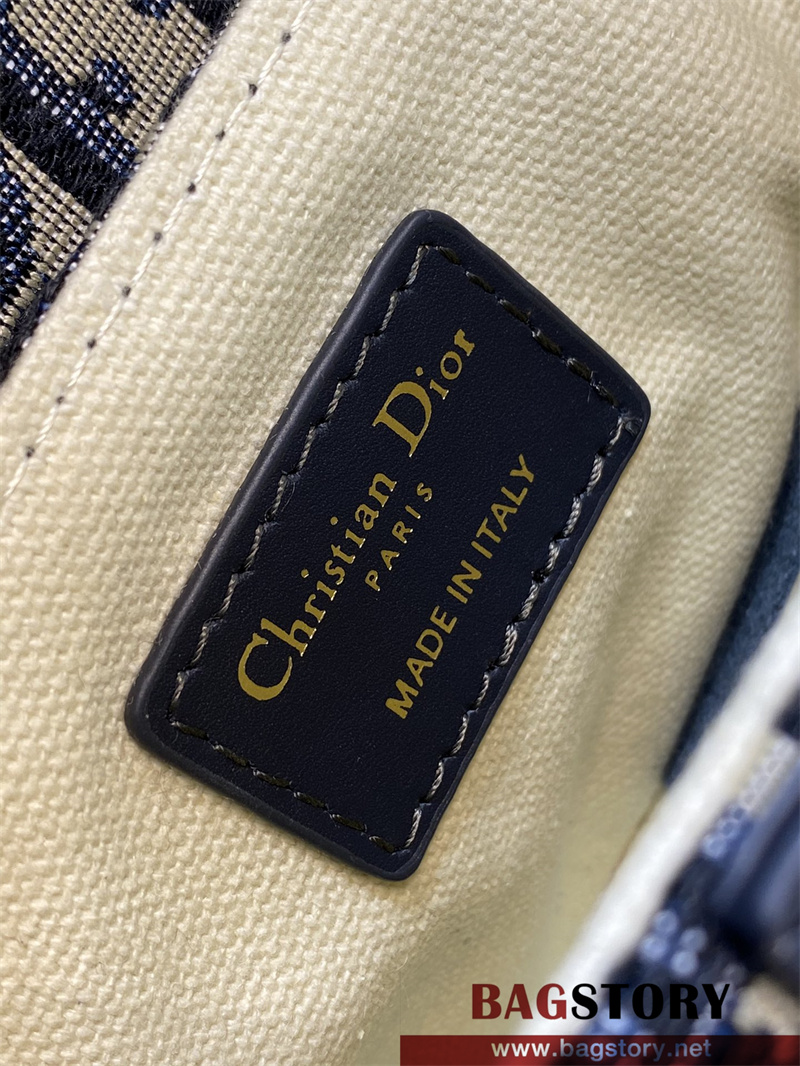 Christian Dior
PARIS
MADE IN ITALY
BAGSTORY
www.bagstory.net